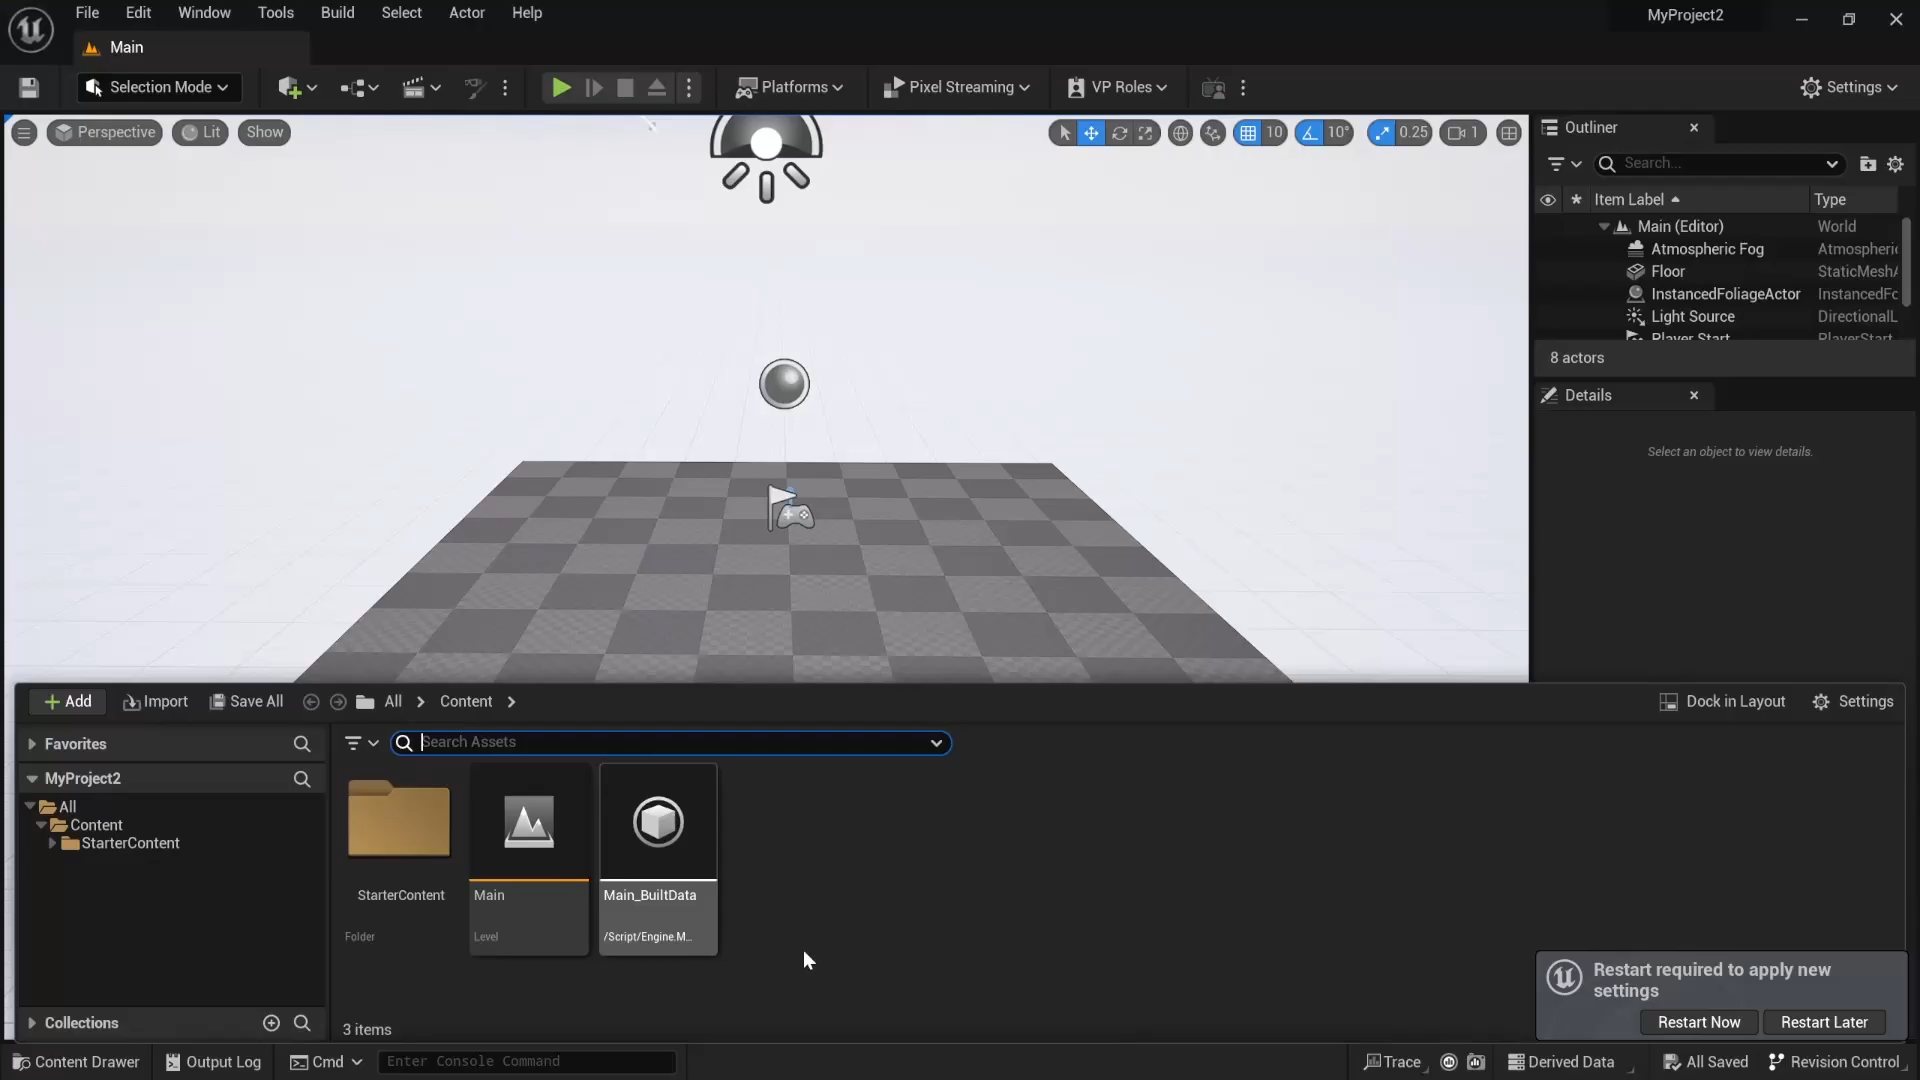 File Edit Window Tools Build Select Actor Help
MyProject2
Main
Selection Mode
Platforms
Pixel Streaming
VP Roles
Settings
Perspective
Lit
Show
10
10°
0.25
1
Outliner
Search...
Item Label
Type
Main (Editor) World
Atmospheric Fog Atmospheric
Floor StaticMeshA
InstancedFoliageActor InstancedFo
Light Source DirectionalL
Player Start PlayerStart
8 actors
Details
Select an object to view details.
Add
Import
Save All
All
Content
Dock in Layout
Settings
Favorites
Search Assets
MyProject2
All
Content
StarterContent
StarterContent
Folder
Main
Level
Main_BuiltData
/Script/Engine.M...
Collections
3 items
Restart required to apply new
settings
Restart Now
Restart Later
Content Drawer
Output Log
Cmd
Enter Console Command
Trace
Derived Data
All Saved
Revision Control